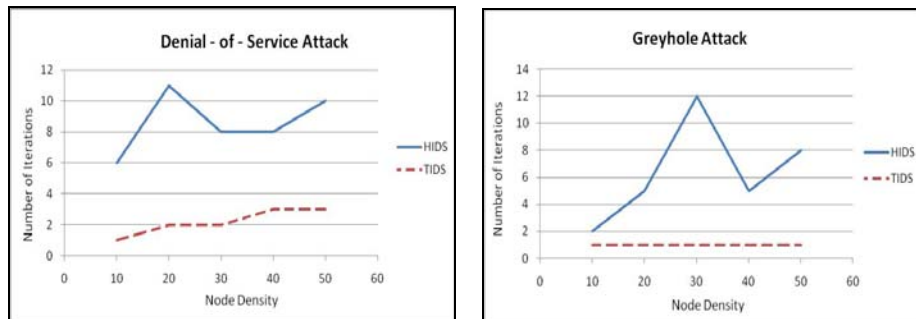 Denial - of - Service Attack
Number of Iterations
12
10
8
6
4
2
0
0 10 20 30 40 50 60
Node Density
HIDS
TIDS
Greyhole Attack
Number of Iterations
14
12
10
8
6
4
2
0
0 10 20 30 40 50 60
Node Density
HIDS
TIDS